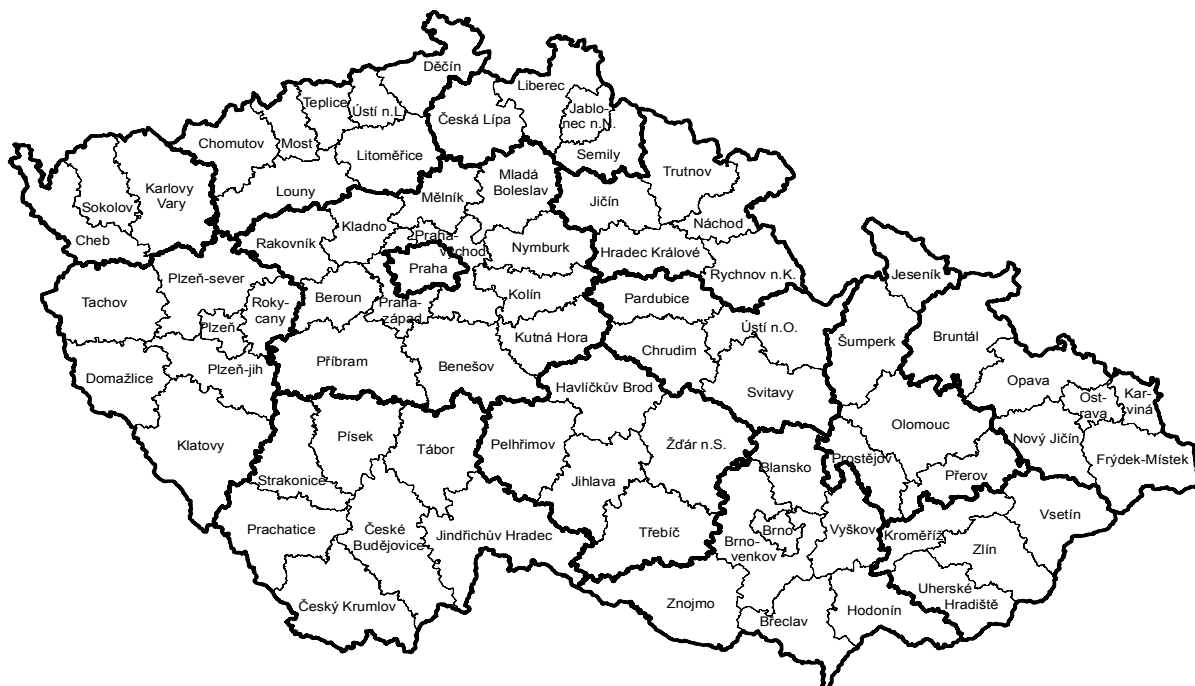 Děčín
Liberec
Teplice
Ústí n.L.
Jablo-
nec n.N.
Česká Lípa
Chomutov
Most
Litoměřice
Semily
Trutnov
Mladá
Boleslav
Karlovy
Vary
Louny
Mělník
Jičín
Sokolov
Náchod
Kladno
Cheb
Rakovník
Praha-
východ
Nymburk
Hradec Králové
Praha
Rychnov n.K.
Plzeň-sever
Jeseník
Tachov
Roky-
cany
Beroun
Praha-
západ
Kolín
Pardubice
Plzeň
Ústí n.O.
Šumperk
Bruntál
Kutná Hora
Chrudim
Příbram
Benešov
Plzeň-jih
Domažlice
Havlíčkův Brod
Svitavy
Opava
Ost-
rava
Kar-
viná
Olomouc
Klatovy
Písek
Tábor
Pelhřimov
Žďár n.S.
Nový Jičín
Frýdek-Místek
Prostějov
Přerov
Blansko
Strakonice
Jihlava
Vsetín
Prachatice
České
Budějovice
Jindřichův Hradec
Třebíč
Brno
Brno-
venkov
Vyškov
Kroměříž
Zlín
Uherské
Hradiště
Český Krumlov
Znojmo
Břeclav
Hodonín